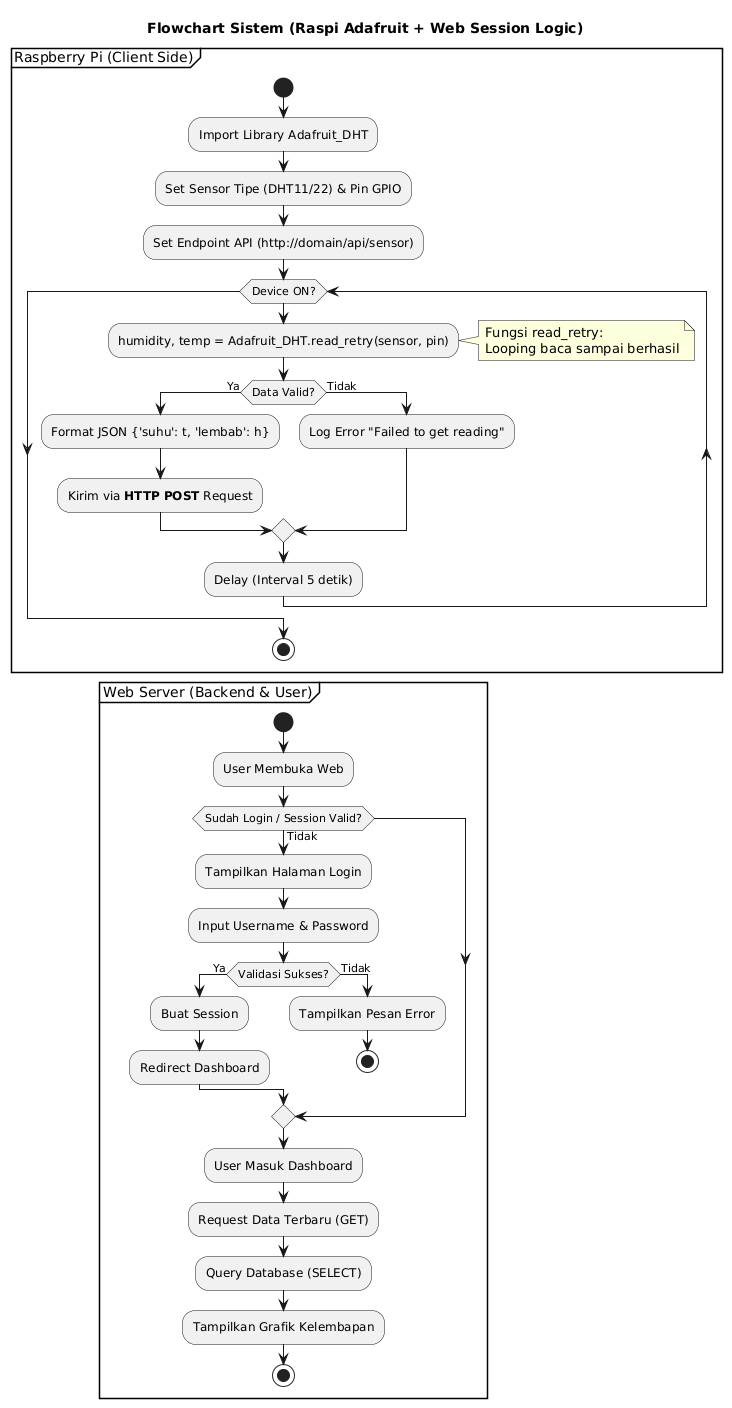 Flowchart Sistem (Raspi Adafruit + Web Session Logic)
Raspberry Pi (Client Side)
Import Library Adafruit_DHT
Set Sensor Tipe (DHT11/22) & Pin GPIO
Set Endpoint API (http://domain/api/sensor)
Device ON?
humidity, temp = Adafruit_DHT.read_retry(sensor, pin)
Fungsi read_retry:
Looping baca sampai berhasil
Ya
Data Valid?
Tidak
Format JSON {'suhu': t, 'lembab': h}
Log Error "Failed to get reading"
Kirim via HTTP POST Request
Delay (Interval 5 detik)
Web Server (Backend & User)
User Membuka Web
Sudah Login / Session Valid?
Tidak
Tampilkan Halaman Login
Input Username & Password
Ya
Validasi Sukses?
Tidak
Buat Session
Tampilkan Pesan Error
Redirect Dashboard
User Masuk Dashboard
Request Data Terbaru (GET)
Query Database (SELECT)
Tampilkan Grafik Kelembapan